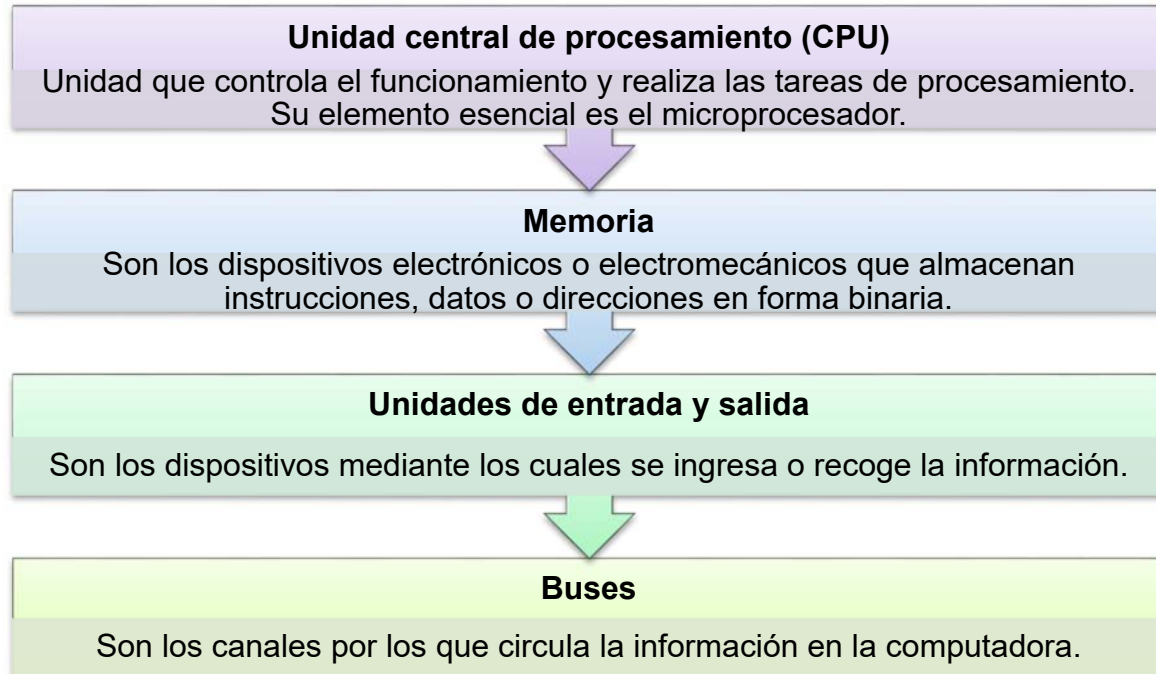 Unidad central de procesamiento (CPU)
Unidad que controla el funcionamiento y realiza las tareas de procesamiento.
Su elemento esencial es el microprocesador.
Memoria
Son los dispositivos electrónicos o electromecánicos que almacenan
instrucciones, datos o direcciones en forma binaria.
Unidades de entrada y salida
Son los dispositivos mediante los cuales se ingresa o recoge la información.
Buses
Son los canales por los que circula la información en la computadora.